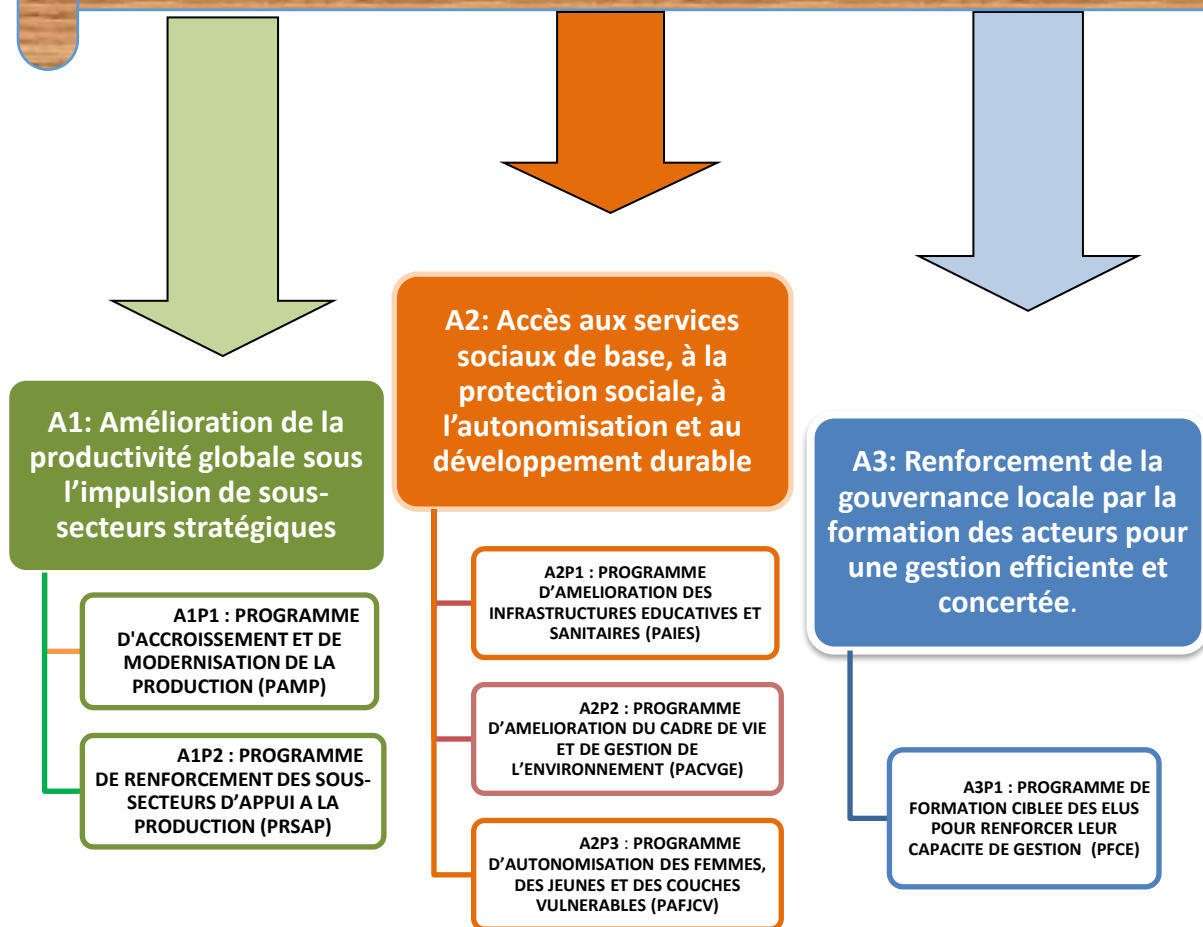 A1: Amélioration de la
productivité globale sous
l’impulsion de sous-
secteurs stratégiques
A1P1 : PROGRAMME
D'ACCROISSEMENT ET DE
MODERNISATION DE LA
PRODUCTION (PAMP)
A1P2 : PROGRAMME
DE RENFORCEMENT DES SOUS-
SECTEURS D’APPUI A LA
PRODUCTION (PRSAP)
A2: Accès aux services
sociaux de base, à la
protection sociale, à
l’autonomisation et au
développement durable
A2P1 : PROGRAMME
D’AMELIORATION DES
INFRASTRUCTURES EDUCATIVES ET
SANITAIRES (PAIES)
A2P2 : PROGRAMME
D’AMELIORATION DU CADRE DE VIE
ET DE GESTION DE
L’ENVIRONNEMENT (PACVGE)
A2P3 : PROGRAMME
D’AUTONOMISATION DES FEMMES,
DES JEUNES ET DES COUCHES
VULNERABLES (PAFJCV)
A3: Renforcement de la
gouvernance locale par la
formation des acteurs pour
une gestion efficiente et
concertée.
A3P1 : PROGRAMME DE
FORMATION CIBLEE DES ELUS
POUR RENFORCER LEUR
CAPACITE DE GESTION (PFCE)